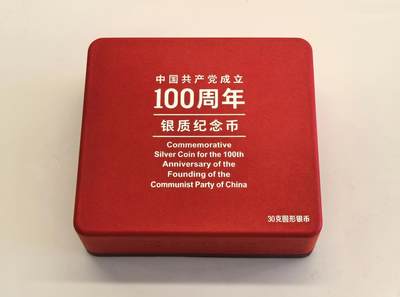 中国共产党成立
100周年
银质纪念币
Commemorative
Silver Coin for the 100th
Anniversary of the
Founding of the
Communist Party of China
30克圆形银币